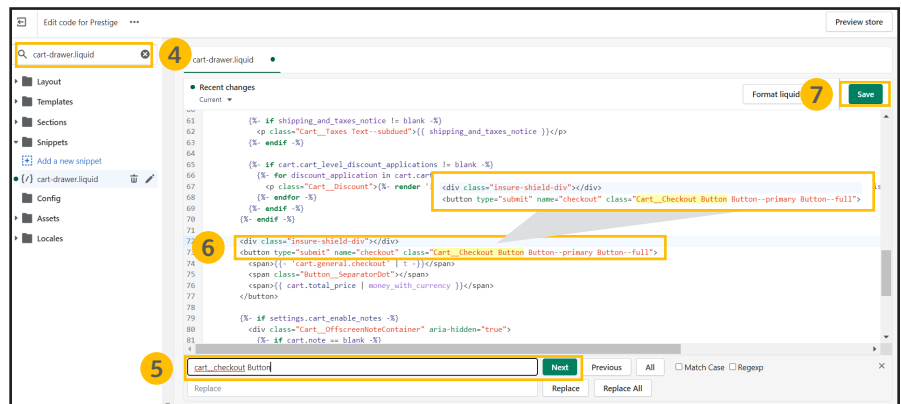 Edit code for Prestige ••• Preview store
cart-drawer.liquid
4
Layout
Templates
Sections
Snippets
Add a new snippet
{/} cart-drawer.liquid
Config
Assets
Locales
cart-drawer.liquid
Recent changes
Current
Format liquid
7
Save
61 {%- if shipping_and_taxes_notice != blank -%}
62 <p class="Cart__Taxes Text--subdued">{{ shipping_and_taxes_notice }}</p>
63 {%- endif -%}
64
65 {%- if cart.cart_level_discount_applications != blank -%}
66 {%- for discount_application in cart.cart
67 <p class="Cart__Discount">{%- render '
68 {%- endfor -%}
69 {%- endif -%}
70 {%- endif -%}
71
<div class="insure-shield-div"></div>
<button type="submit" name="checkout" class="Cart__Checkout Button Button--primary Button--full">
6
72 <div class="insure-shield-div"></div>
73 <button type="submit" name="checkout" class="Cart__Checkout Button Button--primary Button--full">
74 <span>{{- 'cart.general.checkout' | t -}}</span>
75 <span class="Button__SeparatorDot"></span>
76 <span>{{ cart.total_price | money_with_currency }}</span>
77 </button>
78
79 {%- if settings.cart_enable_notes -%}
80 <div class="Cart__OffscreenNoteContainer" aria-hidden="true">
81 {%- if cart.note == blank -%}
5
cart__checkout Button
Next Previous All Match Case Regexp
Replace
Replace Replace All